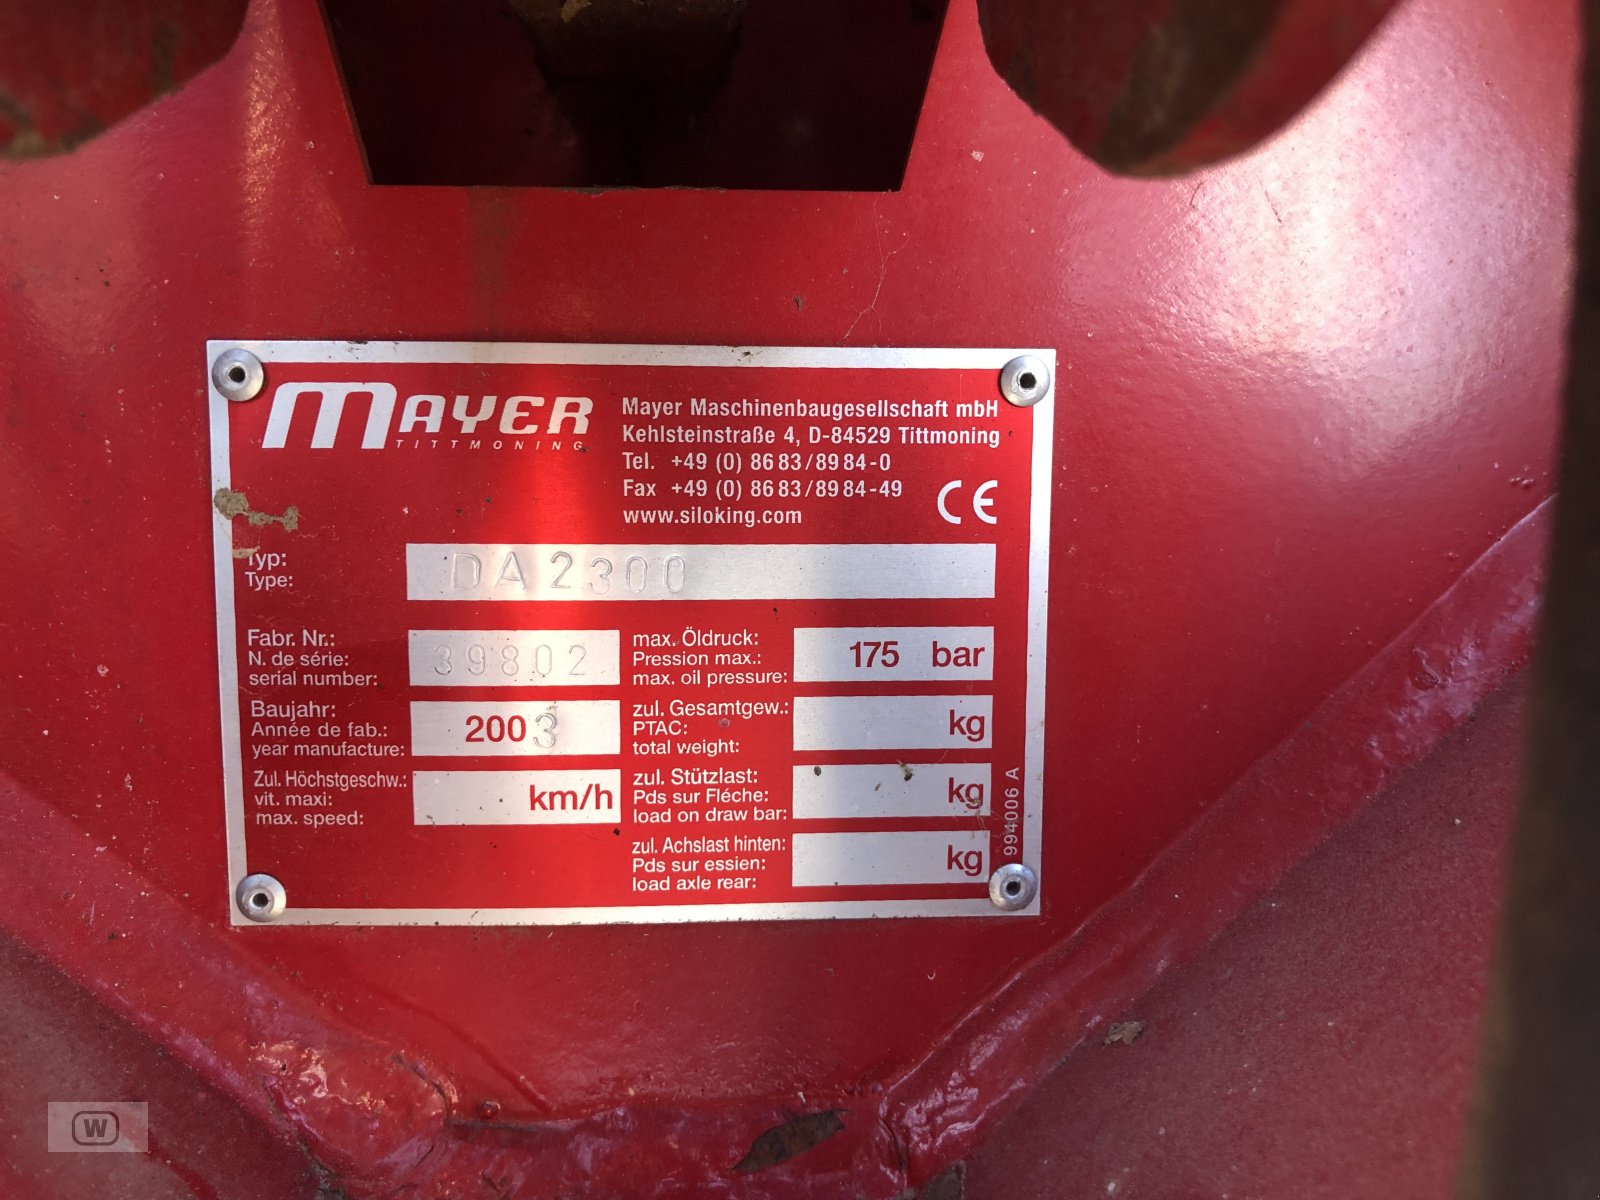 MAYER
TITTMONING
Mayer Maschinenbaugesellschaft mbH
Kehlsteinstraße 4, D-84529 Tittmoning
Tel. +49 (0) 86 83/89 84-0
Fax +49 (0) 86 83/89 84-49
www.siloking.com
CE
Typ:
Type:
DA2300
Fabr. Nr.:
N. de série:
serial number:
39802
Baujahr:
Année de fab.:
year manufacture:
2003
Zul. Höchstgeschw.:
vit. maxi:
max. speed:
km/h
max. Öldruck:
Pression max.:
max. oil pressure:
175 bar
zul. Gesamtgew.:
PTAC:
total weight:
kg
zul. Stützlast:
Pds sur Fléche:
load on draw bar:
kg
zul. Achslast hinten:
Pds sur essien:
load axle rear:
kg
994006 A
W